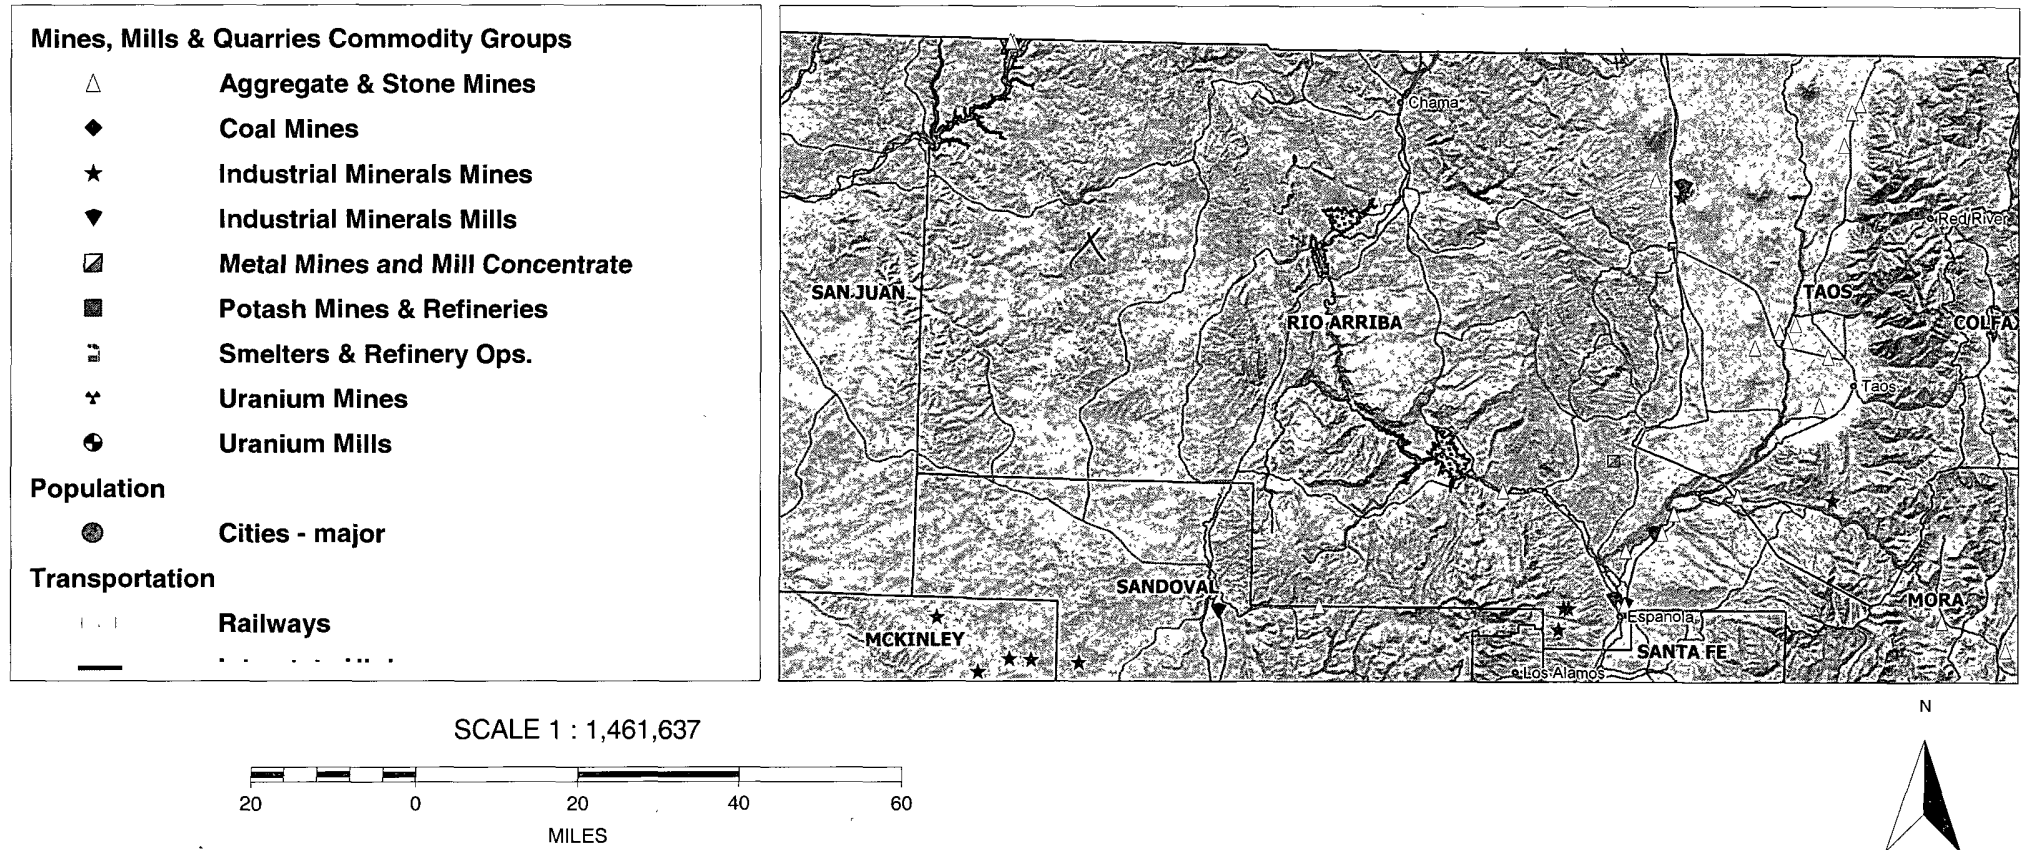 Mines, Mills & Quarries Commodity Groups
Aggregate & Stone Mines
Coal Mines
Industrial Minerals Mines
Industrial Minerals Mills
Metal Mines and Mill Concentrate
Potash Mines & Refineries
Smelters & Refinery Ops.
Uranium Mines
Uranium Mills
Population
Cities - major
Transportation
Railways
Chama
Red River
SAN JUAN
TAOS
RIO ARRIBA
COLFAX
Taos
SANDOVAL
MORA
Espanola
MCKINLEY
SANTA FE
Los Alamos
SCALE 1 : 1,461,637
20 0 20 40 60
MILES
N